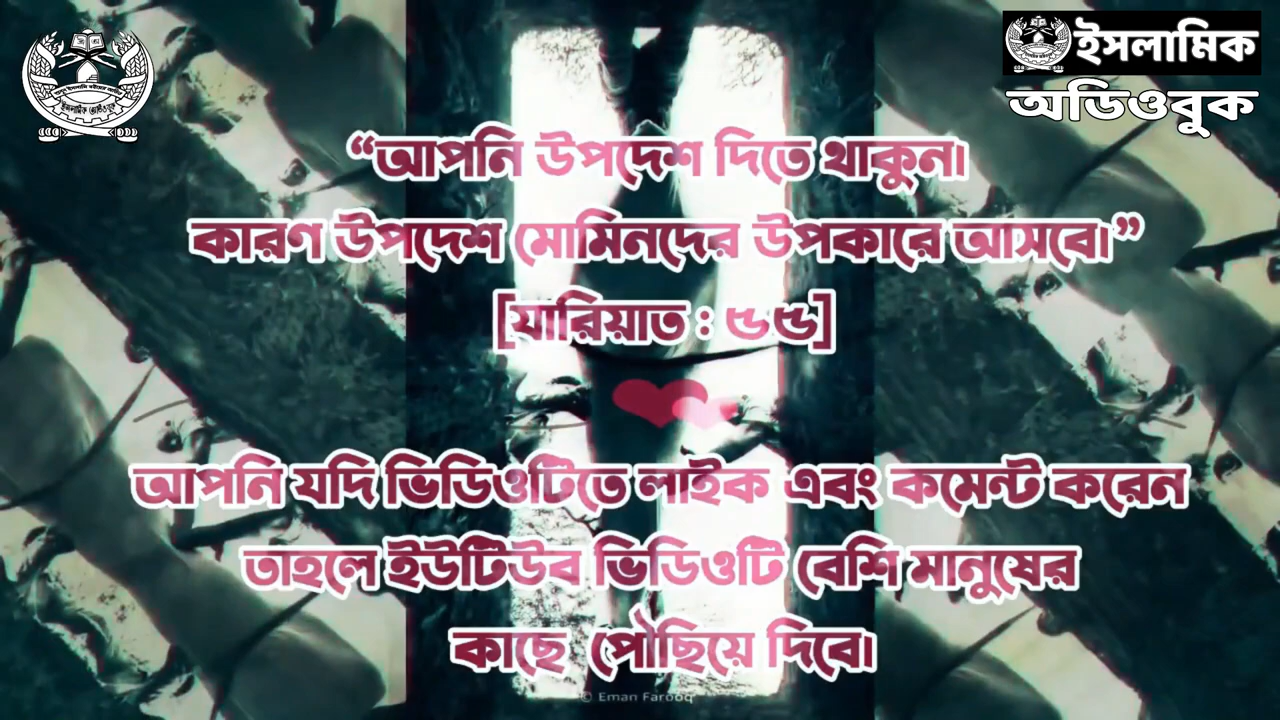 ইসলামিক
অডিওবুক
“আপনি উপদেশ দিতে থাকুন।
কারণ উপদেশ মোমিনদের উপকারে আসবে।”
[যারিয়াত : ৫৫]
আপনি যদি ভিডিওটিতে লাইক এবং কমেন্ট করেন
তাহলে ইউটিউব ভিডিওটি বেশি মানুষের
কাছে পৌছিয়ে দিবে।
© Eman Farooq